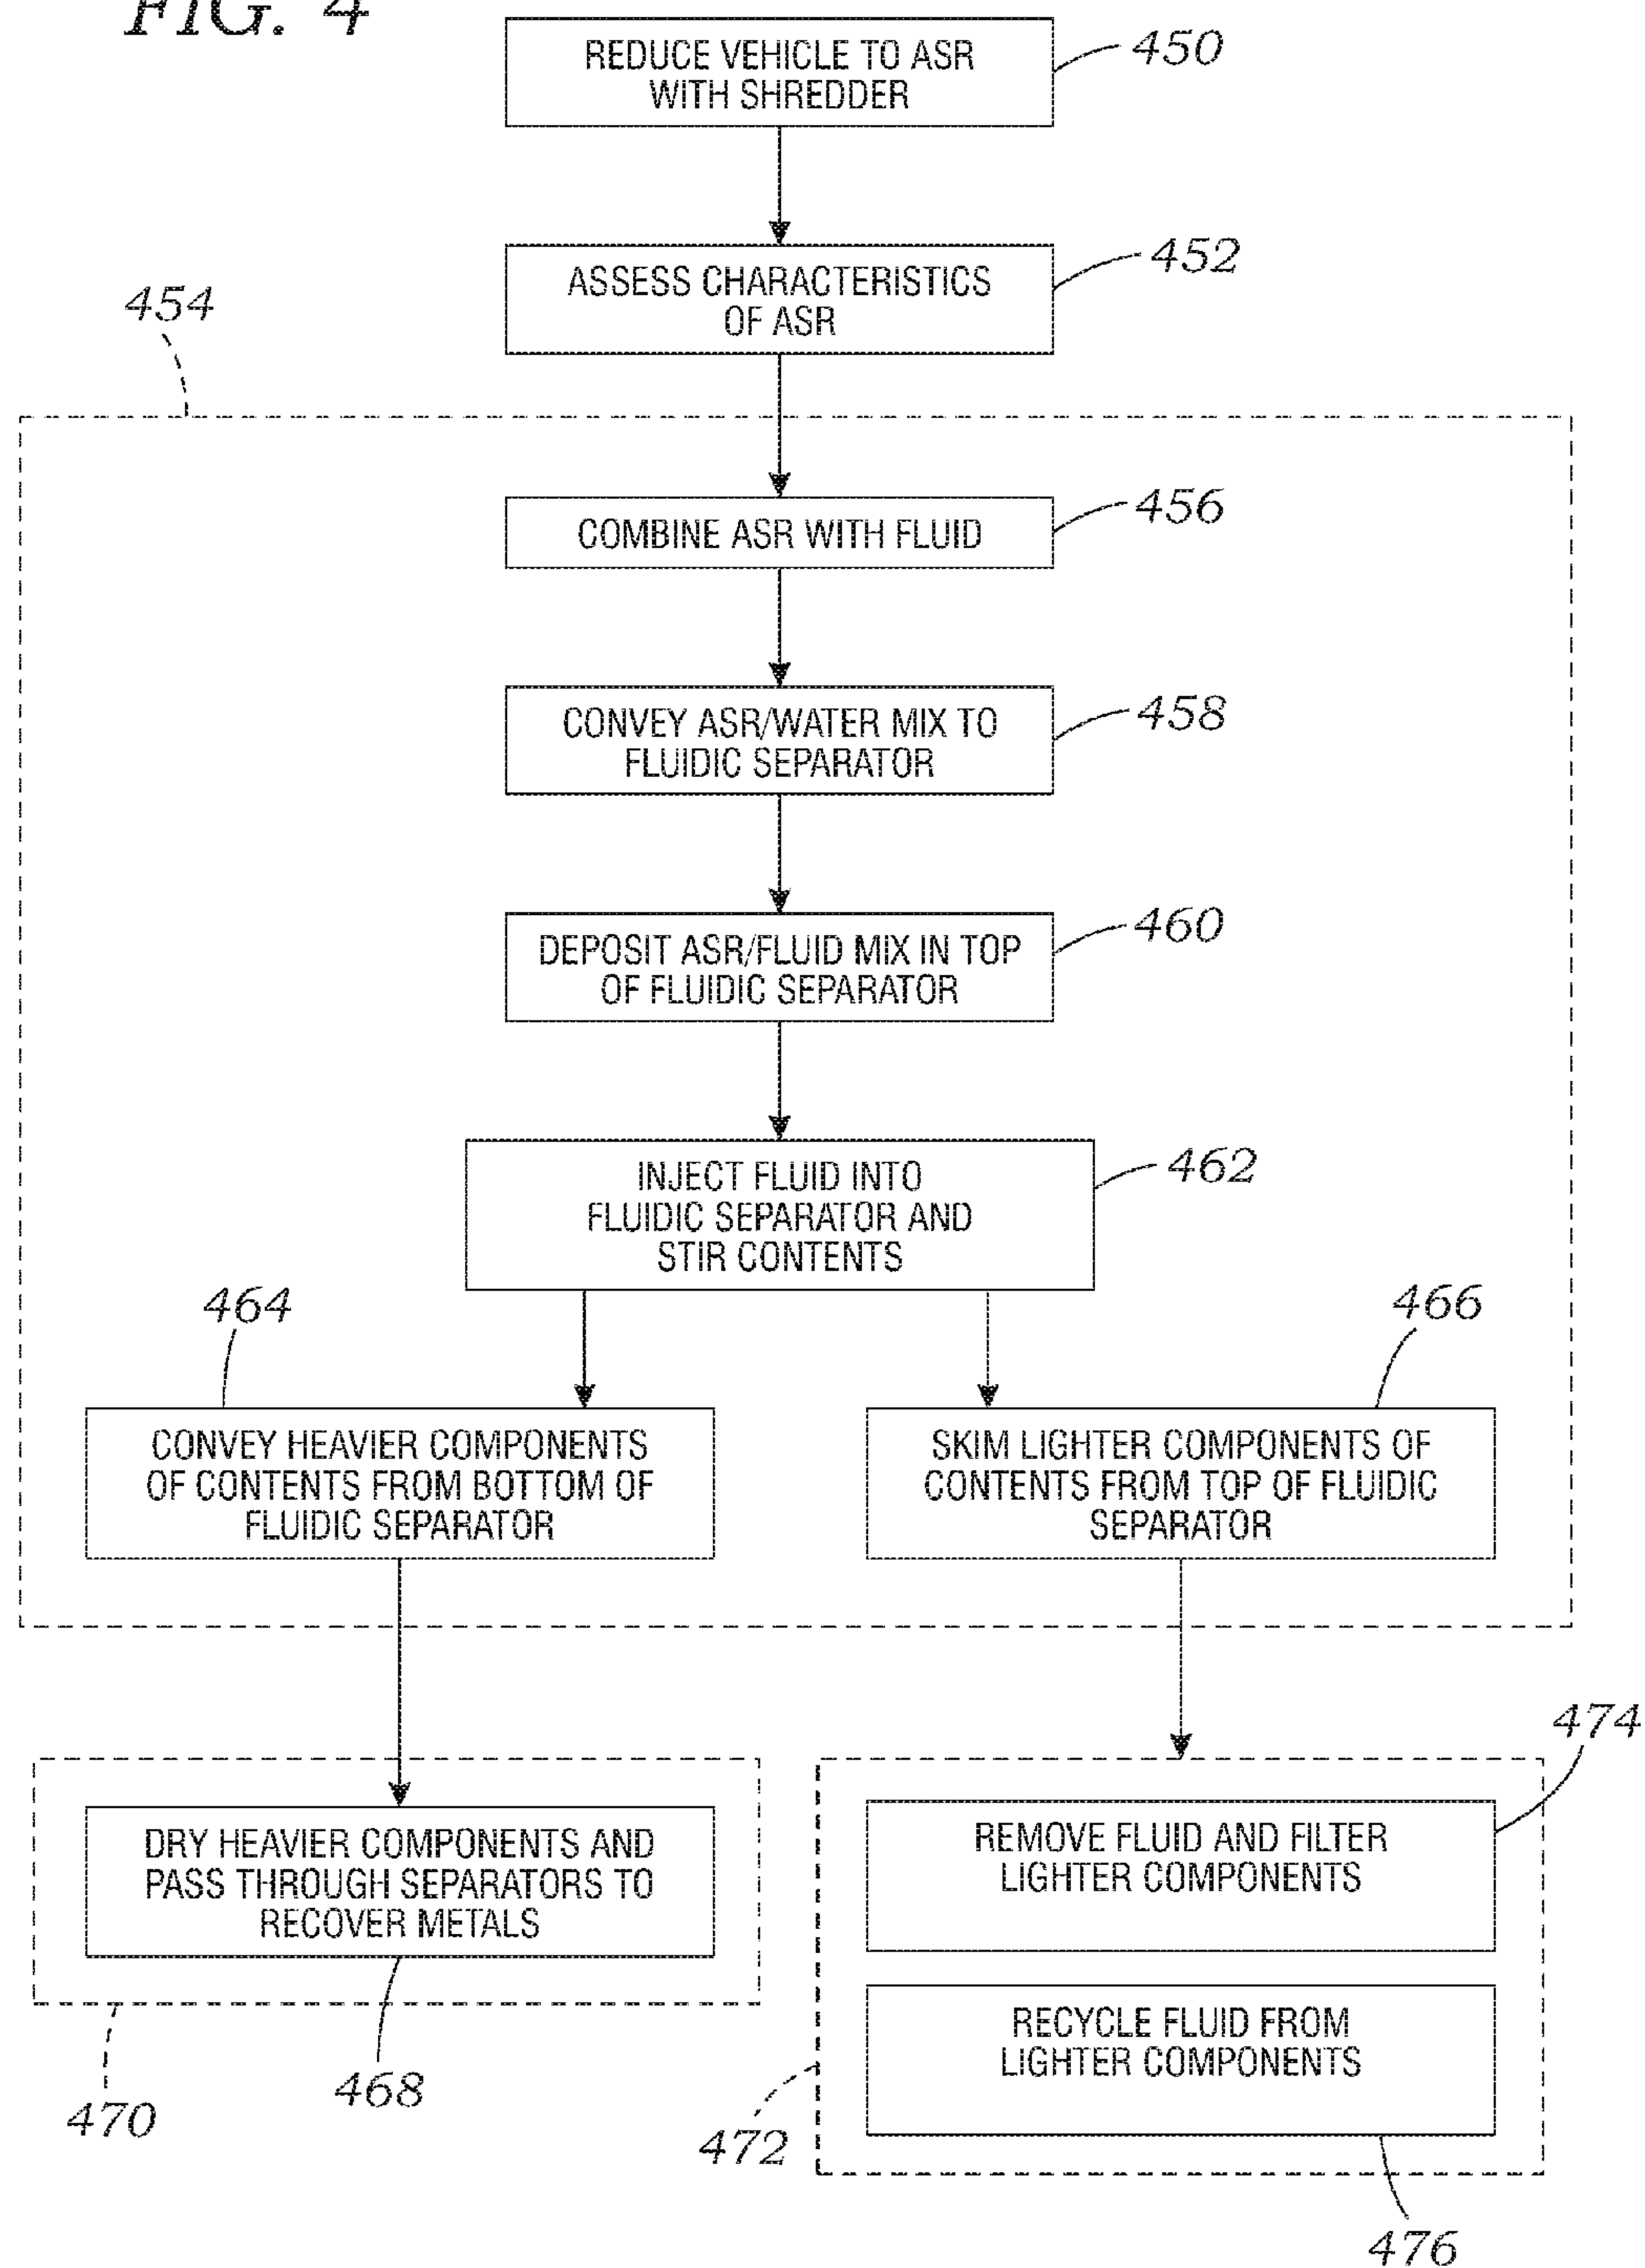 FIG. 4
REDUCE VEHICLE TO ASR
WITH SHREDDER
450
ASSESS CHARACTERISTICS
OF ASR
452
454
COMBINE ASR WITH FLUID
456
CONVEY ASR/WATER MIX TO
FLUIDIC SEPARATOR
458
DEPOSIT ASR/FLUID MIX IN TOP
OF FLUIDIC SEPARATOR
460
INJECT FLUID INTO
FLUIDIC SEPARATOR AND
STIR CONTENTS
462
464
CONVEY HEAVIER COMPONENTS
OF CONTENTS FROM BOTTOM OF
FLUIDIC SEPARATOR
466
SKIM LIGHTER COMPONENTS OF
CONTENTS FROM TOP OF FLUIDIC
SEPARATOR
DRY HEAVIER COMPONENTS AND
PASS THROUGH SEPARATORS TO
RECOVER METALS
468
470
474
REMOVE FLUID AND FILTER
LIGHTER COMPONENTS
RECYCLE FLUID FROM
LIGHTER COMPONENTS
472
476